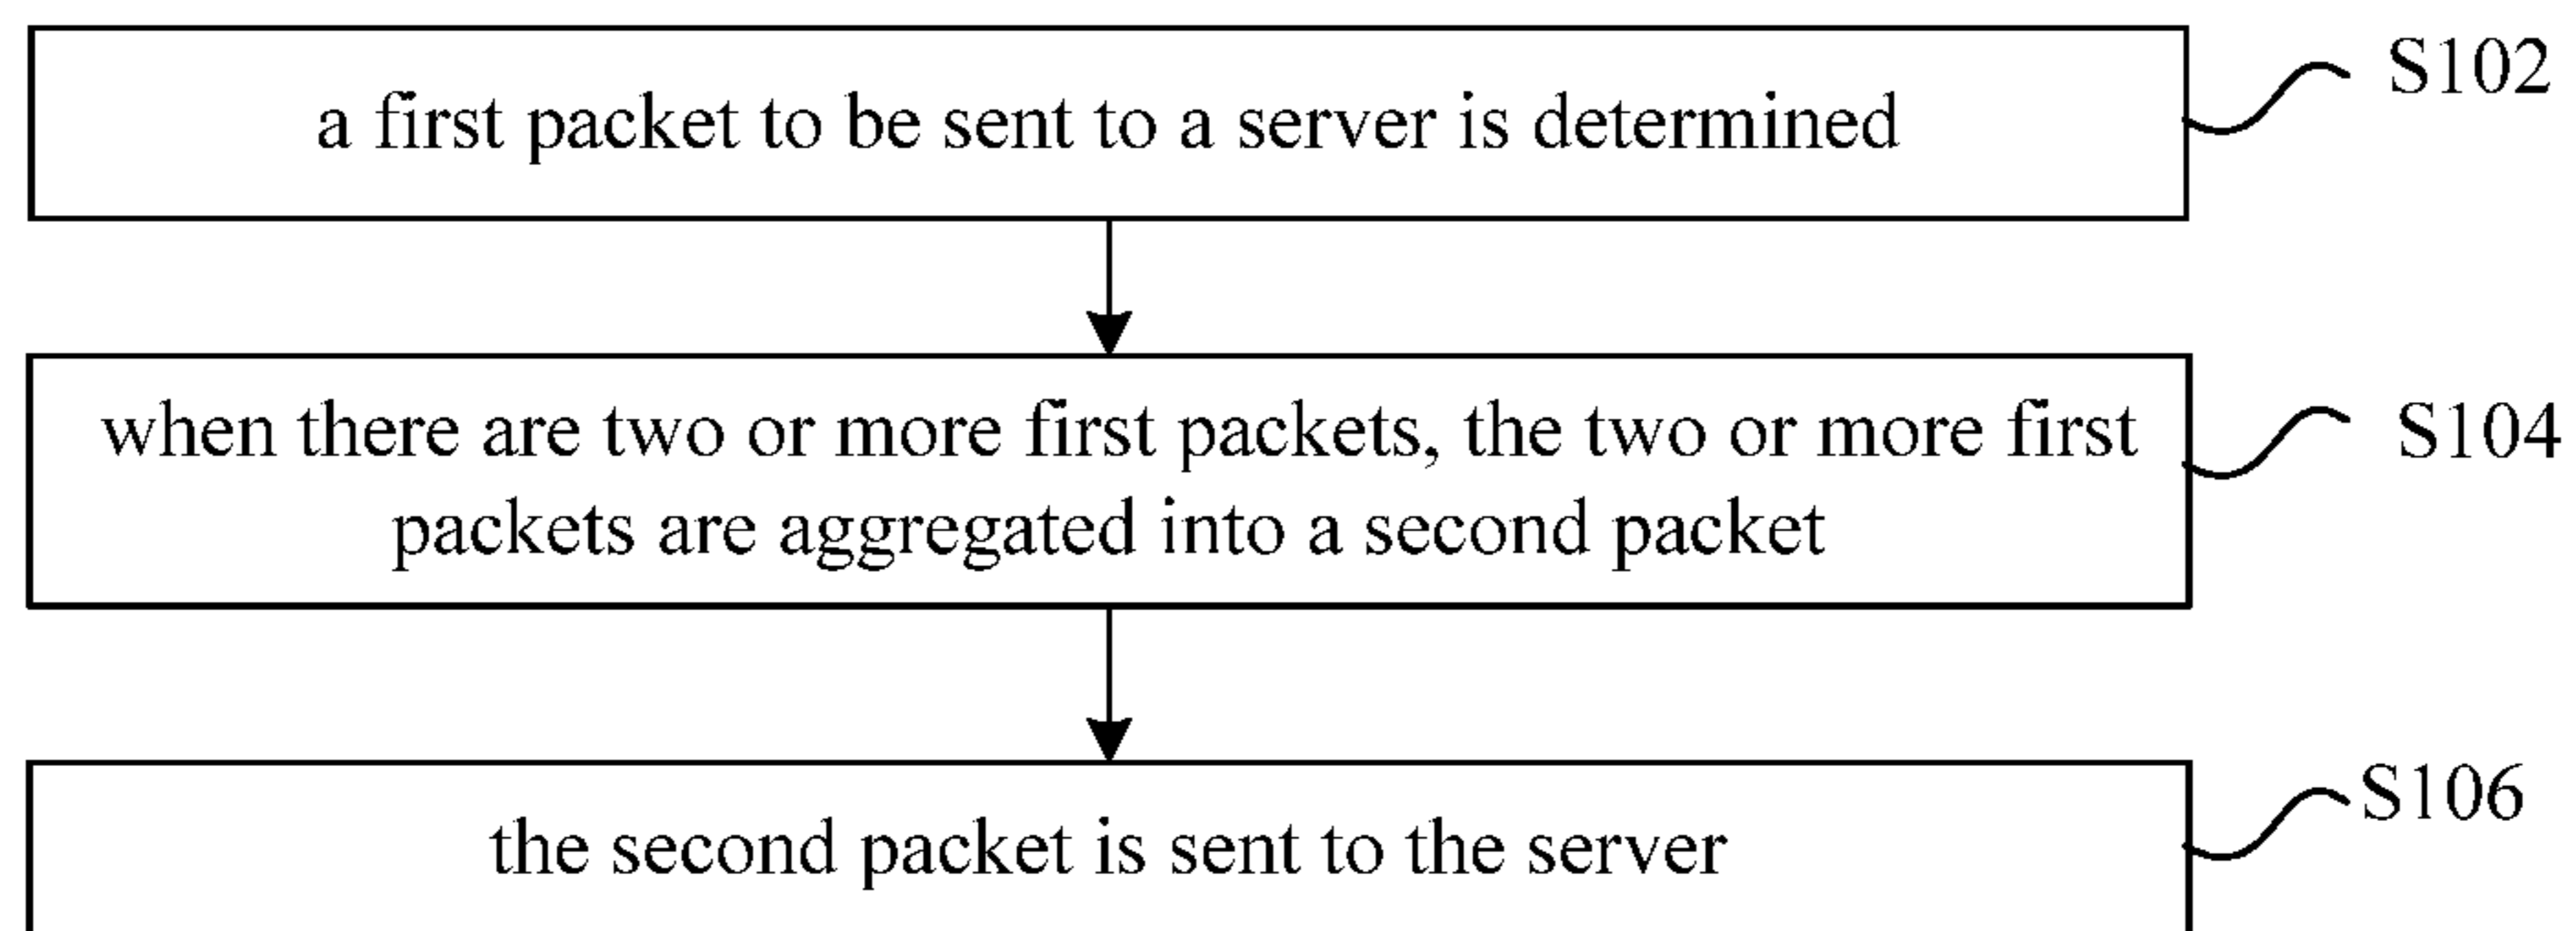 a first packet to be sent to a server is determined
S102
when there are two or more first packets, the two or more first
packets are aggregated into a second packet
S104
the second packet is sent to the server
S106